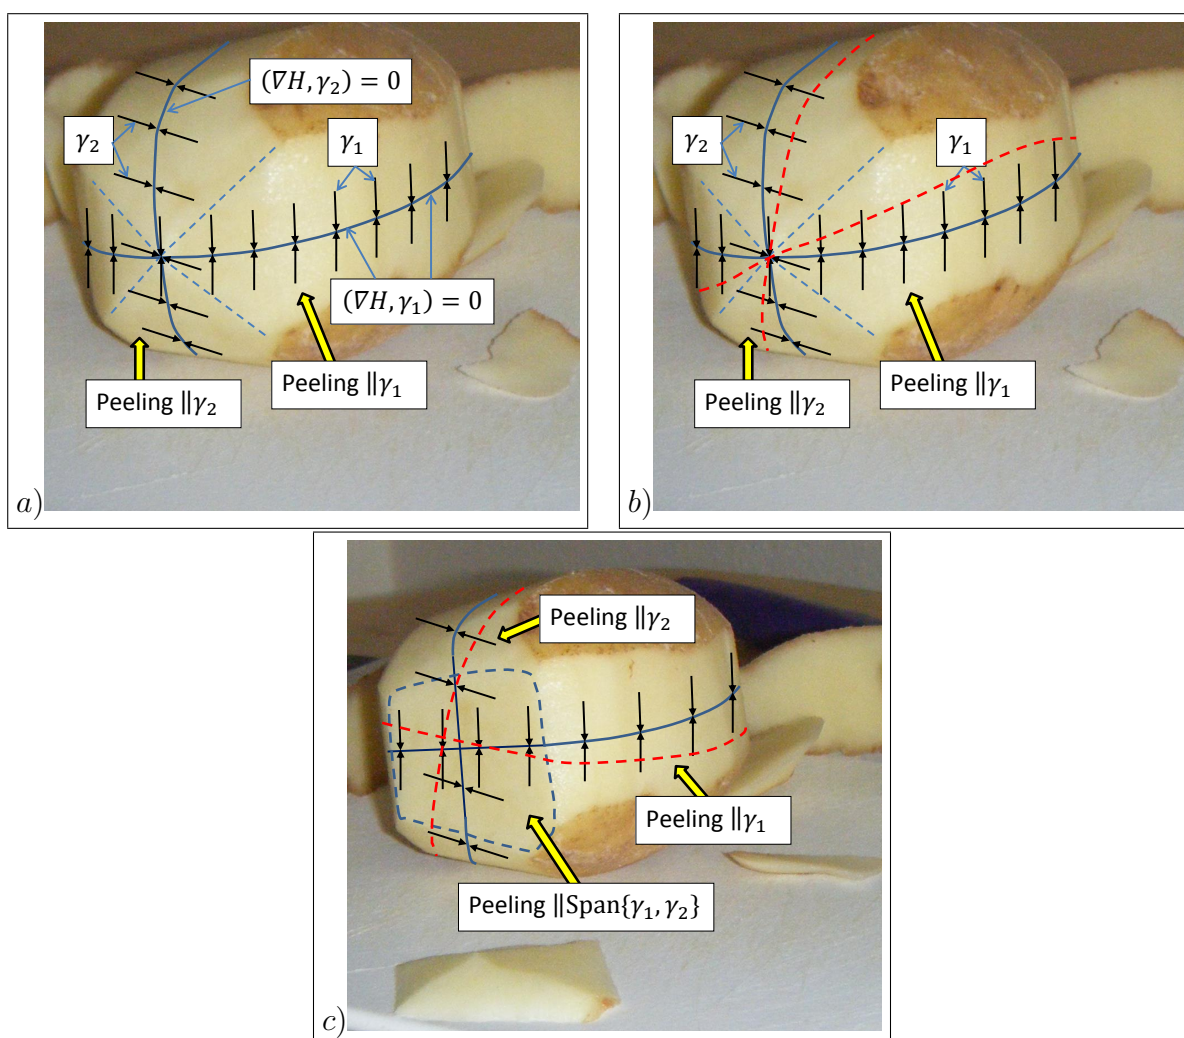 (∇H, γ₂) = 0
γ₂
γ₁
(∇H, γ₁) = 0
Peeling ∥γ₁
Peeling ∥γ₂
a)
γ₂
γ₁
Peeling ∥γ₁
Peeling ∥γ₂
b)
Peeling ∥γ₂
Peeling ∥γ₁
Peeling ∥Span{γ₁, γ₂}
c)